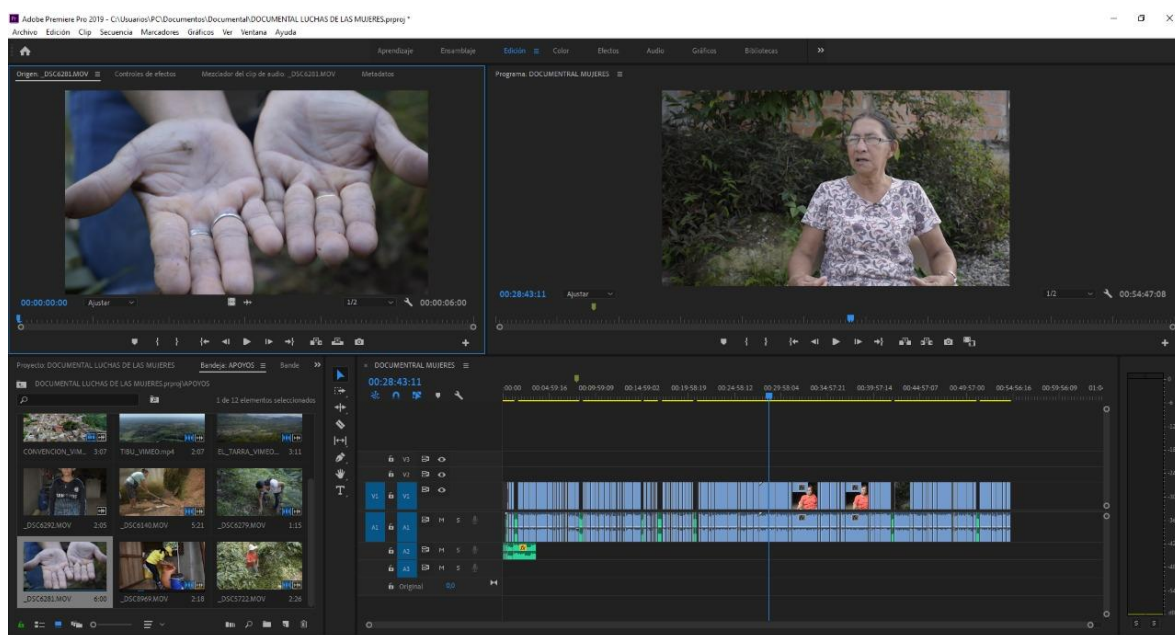 Adobe Premiere Pro 2019 - C:\Usuarios\PC\Documentos\Documental\DOCUMENTAL LUCHAS DE LAS MUJERES.prproj *
Archivo Edición Clip Secuencia Marcadores Gráficos Ver Ventana Ayuda
Aprendizaje Ensamblaje Edición Color Efectos Audio Gráficos Bibliotecas
Origen: _DSC6281.MOV Controles de efectos Mezclador del clip de audio: _DSC6281.MOV Metadatos
Programa: DOCUMENTRAL MUJERES
00:00:00:00 Ajustar 1/2 00:00:06:00
00:28:43:11 Ajustar 1/2 00:54:47:08
Proyecto: DOCUMENTAL LUCHAS DE LAS MUJERES Bandeja: APOYOS Bande
DOCUMENTAL LUCHAS DE LAS MUJERES.prproj\APOYOS
1 de 12 elementos seleccionados
CONVENCION_VIM... 3:07 TIBU_VIMEO.mp4 2:07 EL_TARRA_VIMEO... 3:11
_DSC6292.MOV 2:05 _DSC6140.MOV 5:21 _DSC6279.MOV 1:15
_DSC6281.MOV 6:00 _DSC8969.MOV 2:18 _DSC5722.MOV 2:26
× DOCUMENTRAL MUJERES
00:28:43:11
:00:00 00:04:59:16 00:09:59:09 00:14:59:02 00:19:58:19 00:24:58:12 00:29:58:04 00:34:57:21 00:39:57:14 00:44:57:07 00:49:57:00 00:54:56:16 00:59:56:09 01:0
V3
V2
V1 V1
A1 A1 M S
A2 M S
A3 M S
Original 0,0
S S